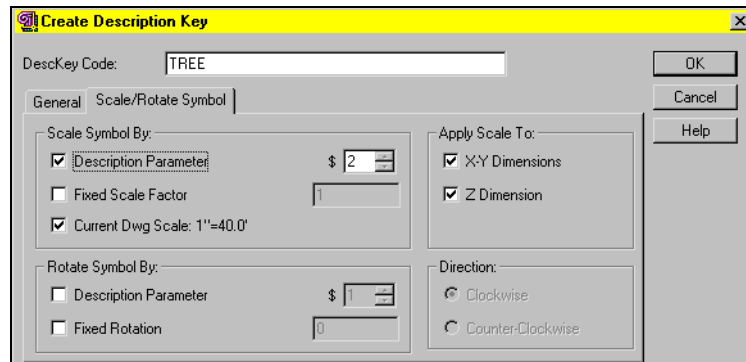 Create Description Key
DescKey Code: TREE
OK
General Scale/Rotate Symbol
Cancel
Scale Symbol By:
Apply Scale To:
Help
Description Parameter $ 2
X-Y Dimensions
Fixed Scale Factor 1
Z Dimension
Current Dwg Scale: 1"=40.0'
Rotate Symbol By:
Direction:
Description Parameter $ 1
Clockwise
Fixed Rotation 0
Counter-Clockwise